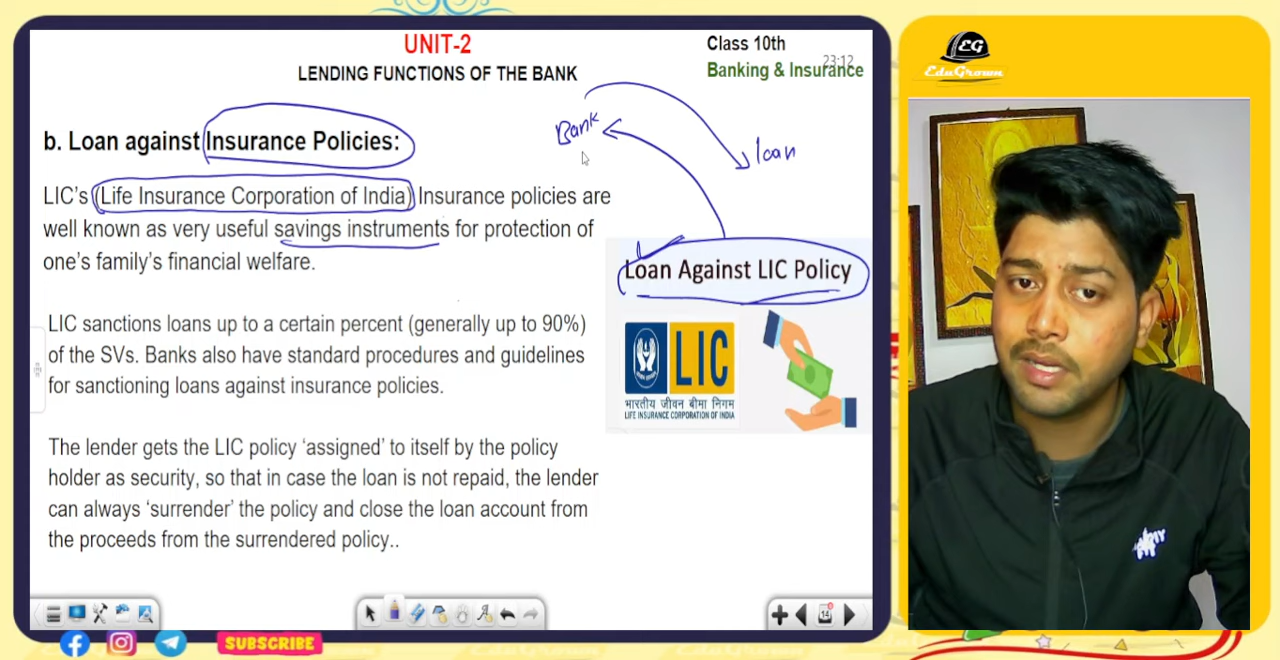 UNIT-2
Class 10th
23:12
LENDING FUNCTIONS OF THE BANK
Banking & Insurance
b. Loan against Insurance Policies:
Bank
loan
LIC's (Life Insurance Corporation of India) Insurance policies are
well known as very useful savings instruments for protection of
one's family's financial welfare.
Loan Against LIC Policy
LIC sanctions loans up to a certain percent (generally up to 90%)
of the SVs. Banks also have standard procedures and guidelines
for sanctioning loans against insurance policies.
LIC
भारतीय जीवन बीमा निगम
LIFE INSURANCE CORPORATION OF INDIA
The lender gets the LIC policy 'assigned' to itself by the policy
holder as security, so that in case the loan is not repaid, the lender
can always 'surrender' the policy and close the loan account from
the proceeds from the surrendered policy..
14
SUBSCRIBE
EG
EduGrown